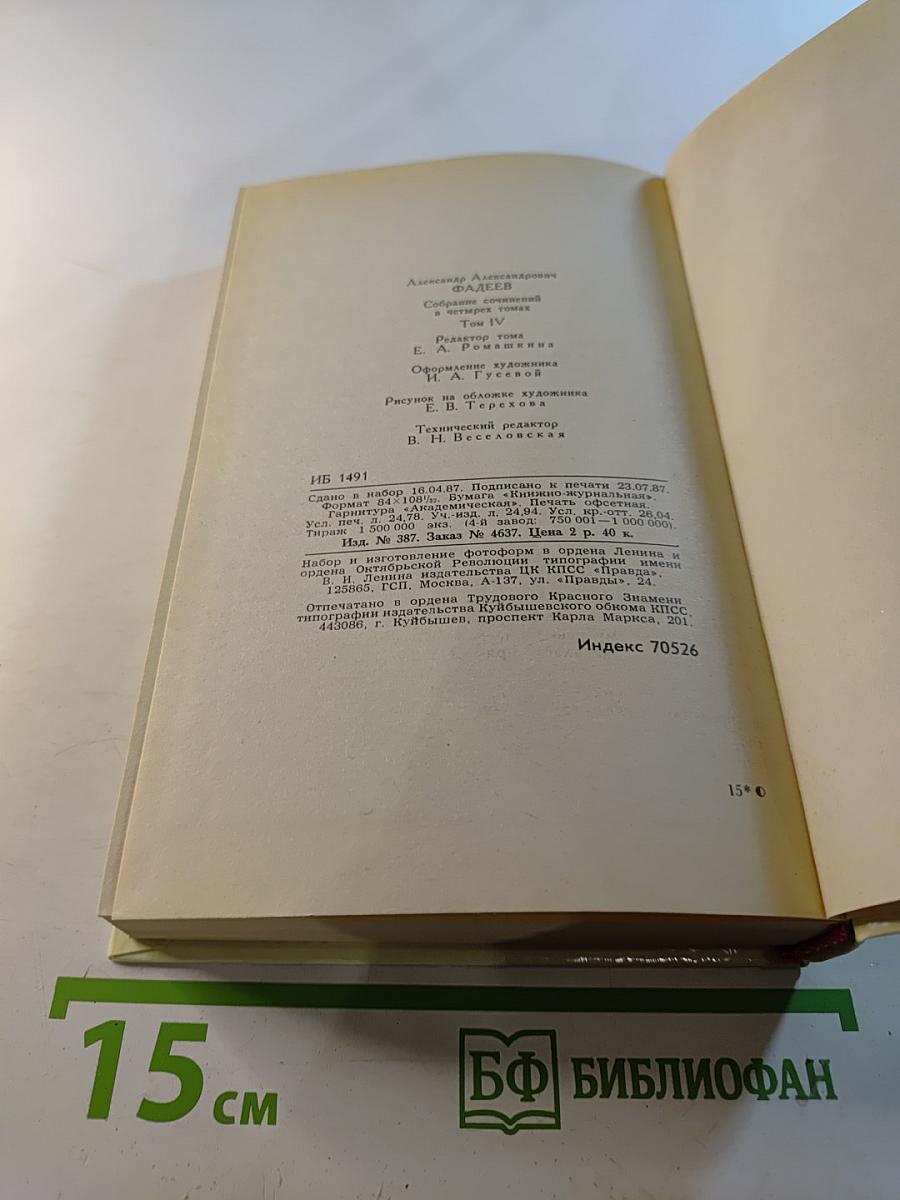 Александр Александрович
ФАДЕЕВ
Собрание сочинений
в четырех томах
Том IV
Редактор тома
Е. А. Ромашкина
Оформление художника
И. А. Гусевой
Рисунок на обложке художника
Е. В. Терехова
Технический редактор
В. Н. Веселовская
ИБ 1491
Сдано в набор 16.04.87. Подписано к печати 23.07.87.
Формат 84×108 1/32. Бумага «Книжно-журнальная».
Гарнитура «Академическая». Печать офсетная.
Усл. печ. л. 24,78. Уч.-изд. л. 24,94. Усл. кр.-отт. 26,04.
Тираж 1 500 000 экз. (4-й завод: 750 001—1 000 000).
Изд. № 387. Заказ № 4637. Цена 2 р. 40 к.
Набор и изготовление фотоформ в ордена Ленина и
ордена Октябрьской Революции типографии имени
В. И. Ленина издательства ЦК КПСС «Правда».
125865, ГСП, Москва, А-137, ул. «Правды», 24.
Отпечатано в ордена Трудового Красного Знамени
типографии издательства Куйбышевского обкома КПСС.
443086, г. Куйбышев, проспект Карла Маркса, 201.
Индекс 70526
15*
15 см
БФ БИБЛИОФАН